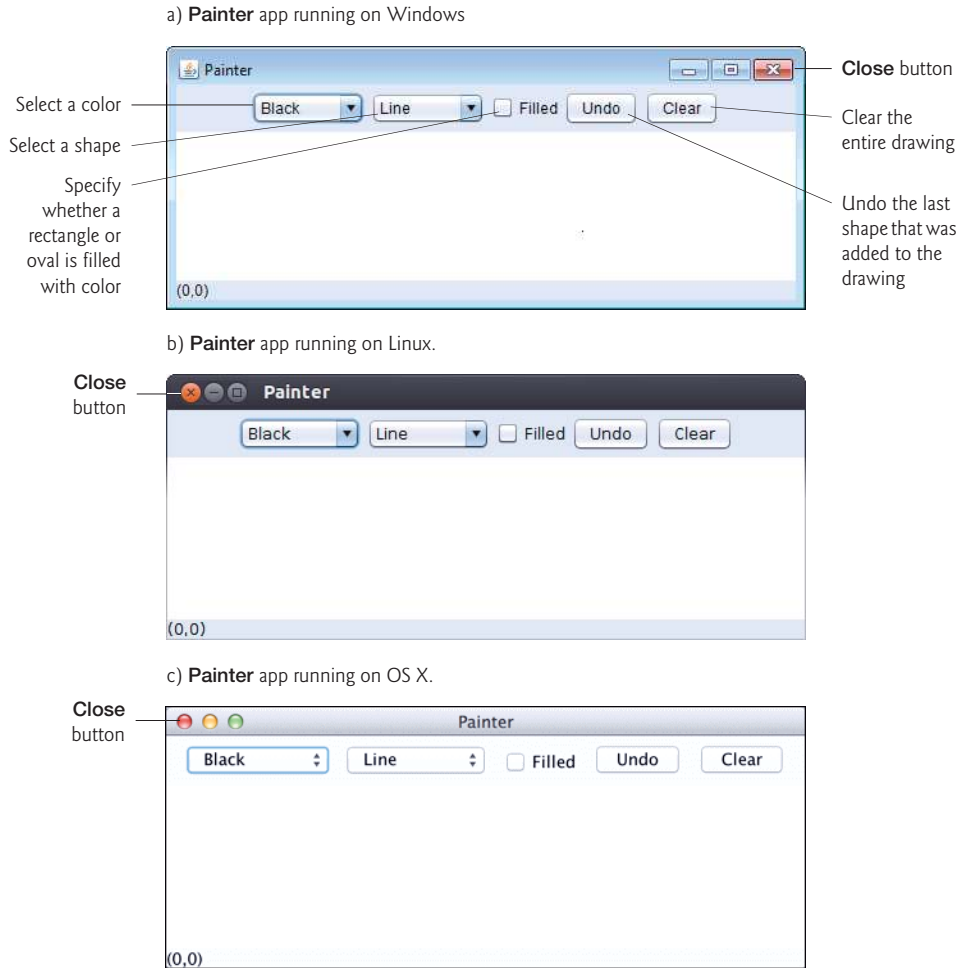 a) Painter app running on Windows
Painter
Close button
Select a color
Black
Line
Filled
Undo
Clear
Clear the
entire drawing
Select a shape
Specify
whether a
rectangle or
oval is filled
with color
Undo the last
shape that was
added to the
drawing
(0,0)
b) Painter app running on Linux.
Close
button
Painter
Black
Line
Filled
Undo
Clear
(0,0)
c) Painter app running on OS X.
Close
button
Painter
Black
Line
Filled
Undo
Clear
(0,0)